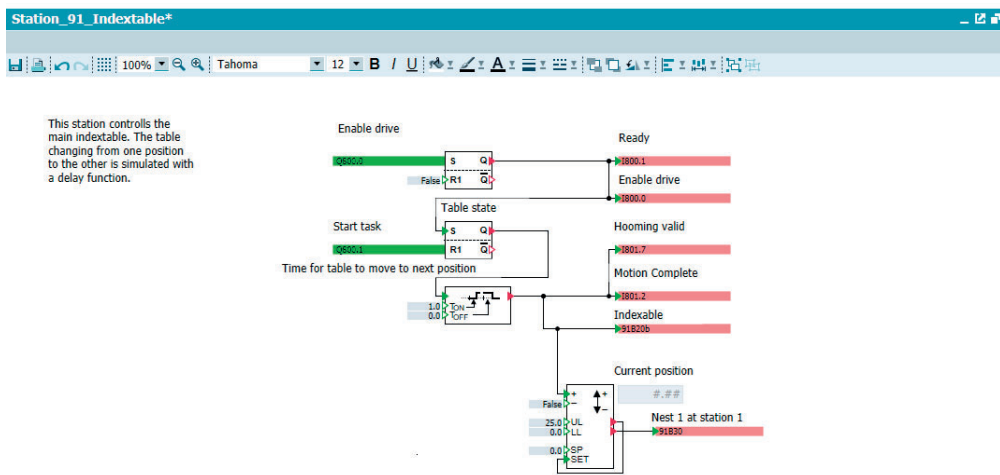 Station_91_Indextable*
100% Tahoma 12 B I U A
This station controlls the
main indextable. The table
changing from one position
to the other is simulated with
a delay function.
Enable drive
Ready
Q800.0 S Q I800.1
False R1 Q
Enable drive
I800.0
Table state
Start task
S Q
Hooming valid
R1 Q I801.7
Time for table to move to next position
Motion Complete
I801.2
1.0 TON
0.0 TOFF
Indexable
91B20b
Current position
+ +
False - -
#.##
25.0 UL
Nest 1 at station 1
0.0 LL 91B30
0.0 SP
SET